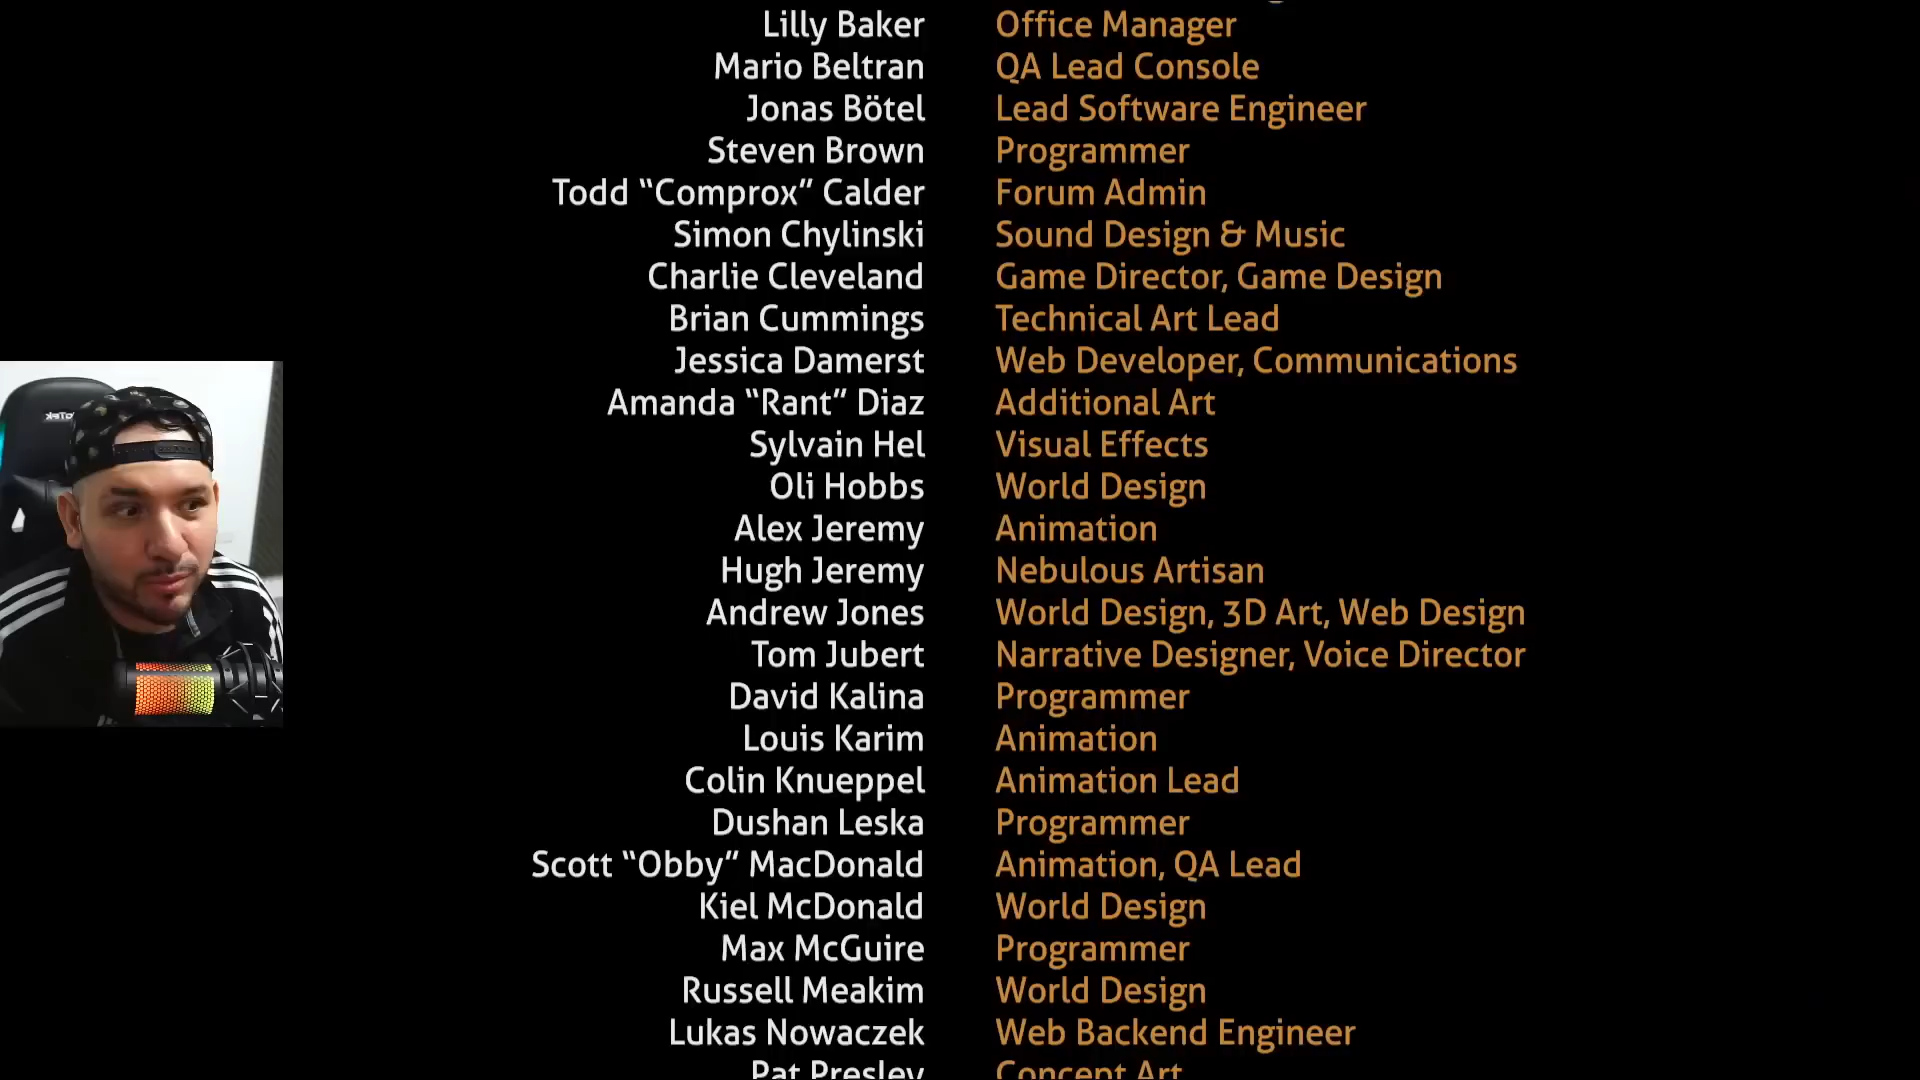 Lilly Baker Office Manager
Mario Beltran QA Lead Console
Jonas Bötel Lead Software Engineer
Steven Brown Programmer
Todd “Comprox” Calder Forum Admin
Simon Chylinski Sound Design & Music
Charlie Cleveland Game Director, Game Design
Brian Cummings Technical Art Lead
Jessica Damerst Web Developer, Communications
Amanda “Rant” Diaz Additional Art
Sylvain Hel Visual Effects
Oli Hobbs World Design
Alex Jeremy Animation
Hugh Jeremy Nebulous Artisan
Andrew Jones World Design, 3D Art, Web Design
Tom Jubert Narrative Designer, Voice Director
David Kalina Programmer
Louis Karim Animation
Colin Knueppel Animation Lead
Dushan Leska Programmer
Scott “Obby” MacDonald Animation, QA Lead
Kiel McDonald World Design
Max McGuire Programmer
Russell Meakim World Design
Lukas Nowaczek Web Backend Engineer
Pat Presley Concept Art